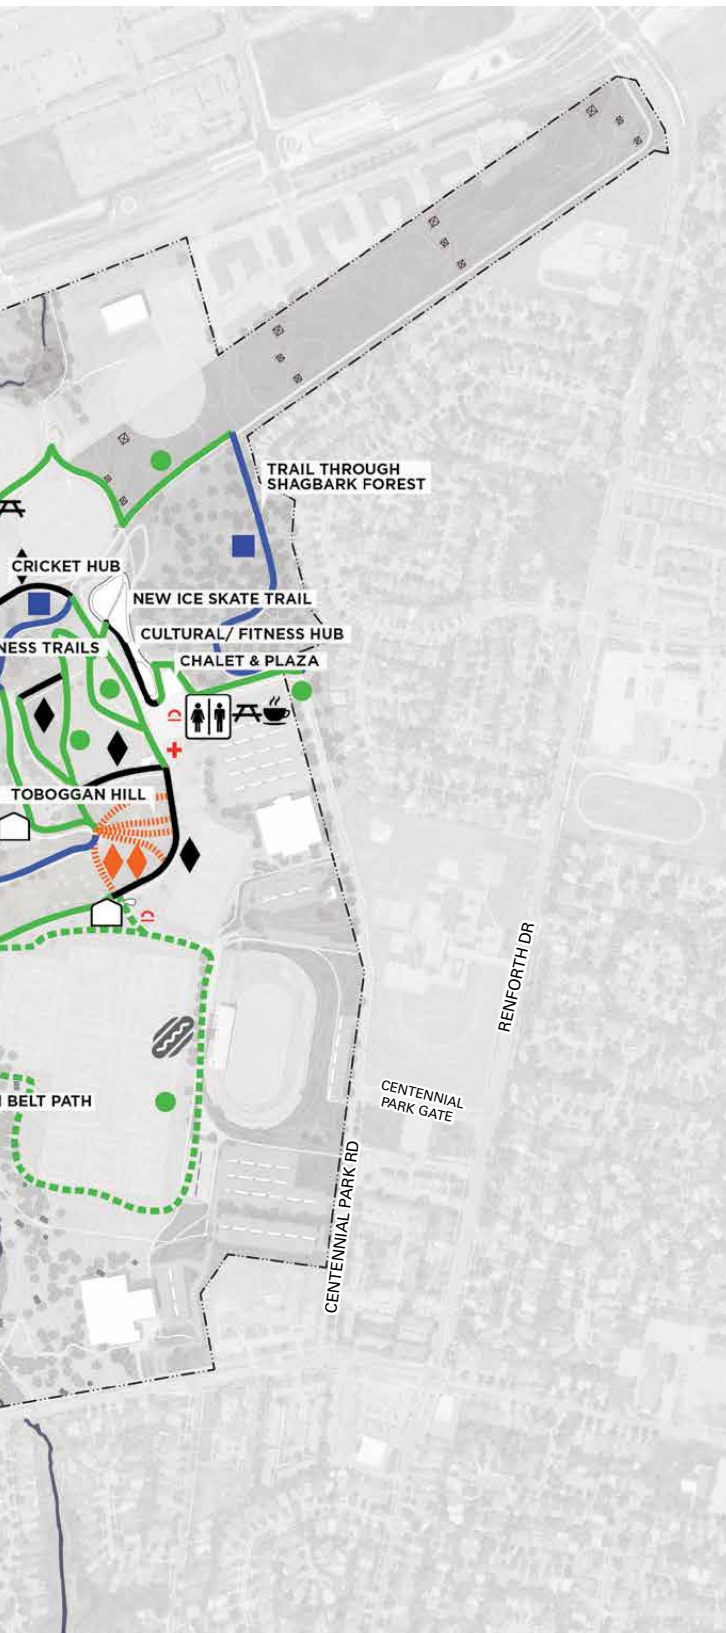 TRAIL THROUGH
SHAGBARK FOREST
CRICKET HUB
NEW ICE SKATE TRAIL
CULTURAL/ FITNESS HUB
NESS TRAILS
CHALET & PLAZA
TOBOGGAN HILL
RENFORTH DR
CENTENNIAL
PARK GATE
BELT PATH
CENTENNIAL PARK RD